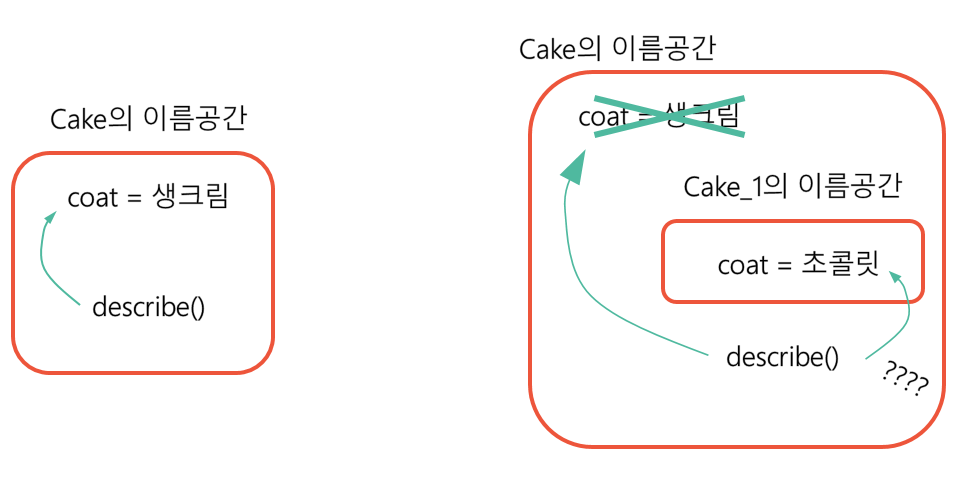 Cake의 이름공간
coat = 생크림
describe()
Cake의 이름공간
coat = 생크림
Cake_1의 이름공간
coat = 초콜릿
describe()
????